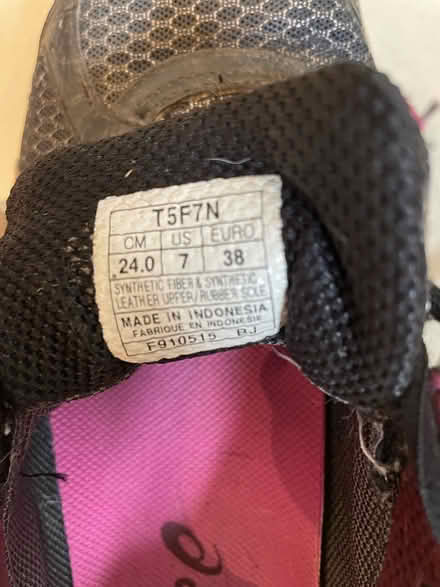 T5F7N
CM US EURO
24.0 7 38
SYNTHETIC FIBER & SYNTHETIC
LEATHER UPPER/RUBBER SOLE
MADE IN INDONESIA
FABRIQUE EN INDONESIE
F910515 BJ